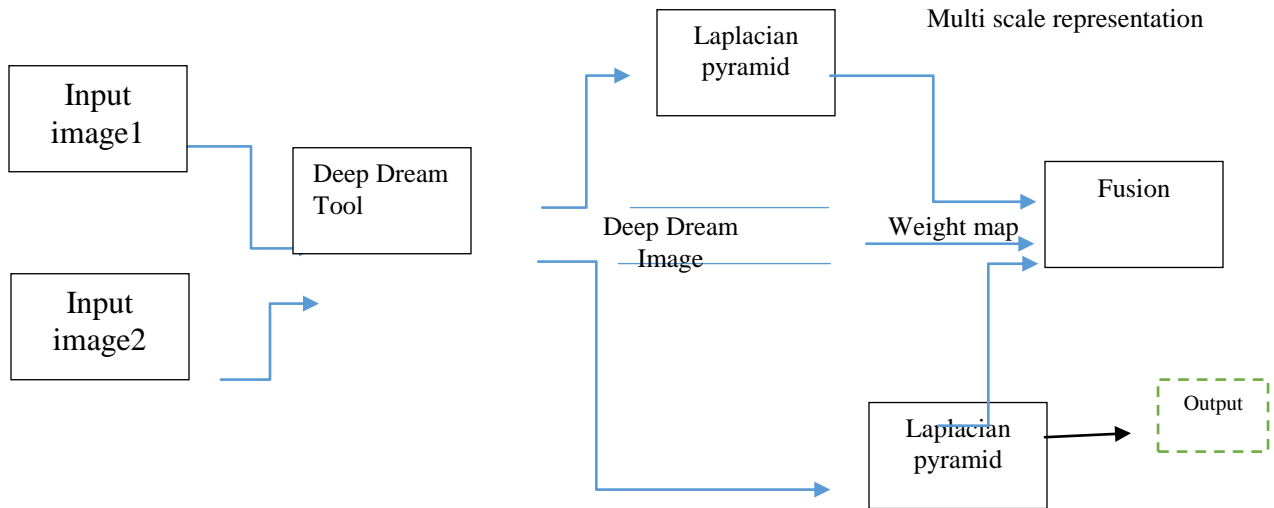 Multi scale representation
Laplacian
pyramid
Input
image1
Deep Dream
Tool
Fusion
Deep Dream
Image
Weight map
Input
image2
Output
Laplacian
pyramid